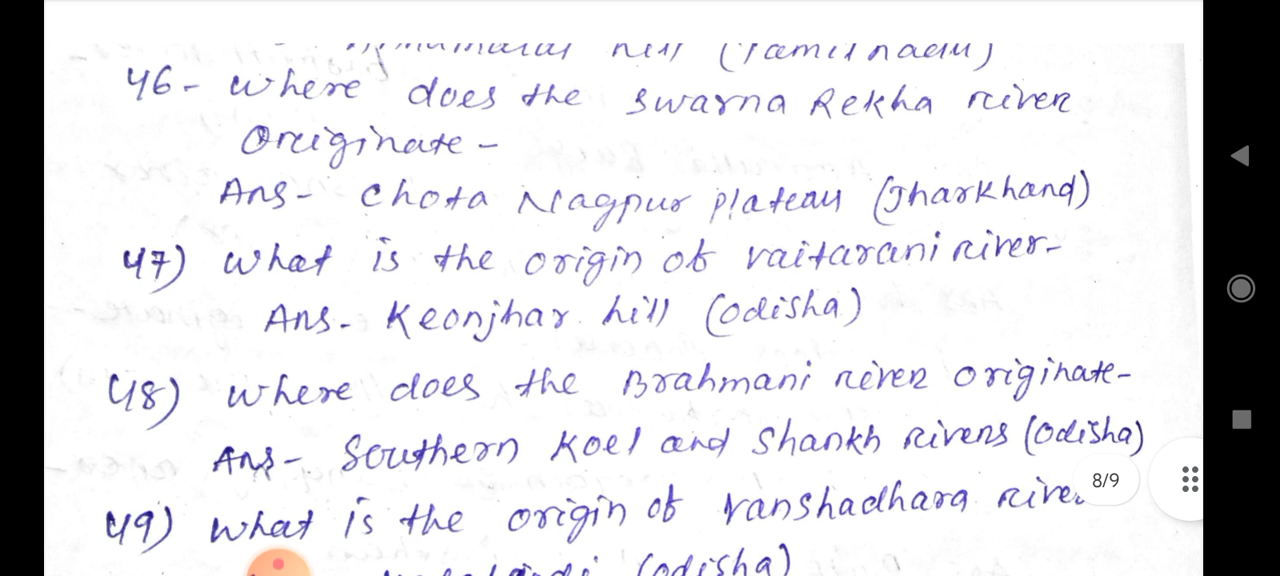 hill (Tamilnadu)
46- Where does the Swarna Rekha river
Originate-
Ans- Chota Nagpur plateau (Jharkhand)
47) What is the origin of vaitarani river-
Ans- Keonjhar hill (odisha)
48) Where does the Brahmani river originate-
Ans- Southern Koel and Shankh rivers (Odisha)
8/9
49) What is the origin of Vanshadhara river
(odisha)